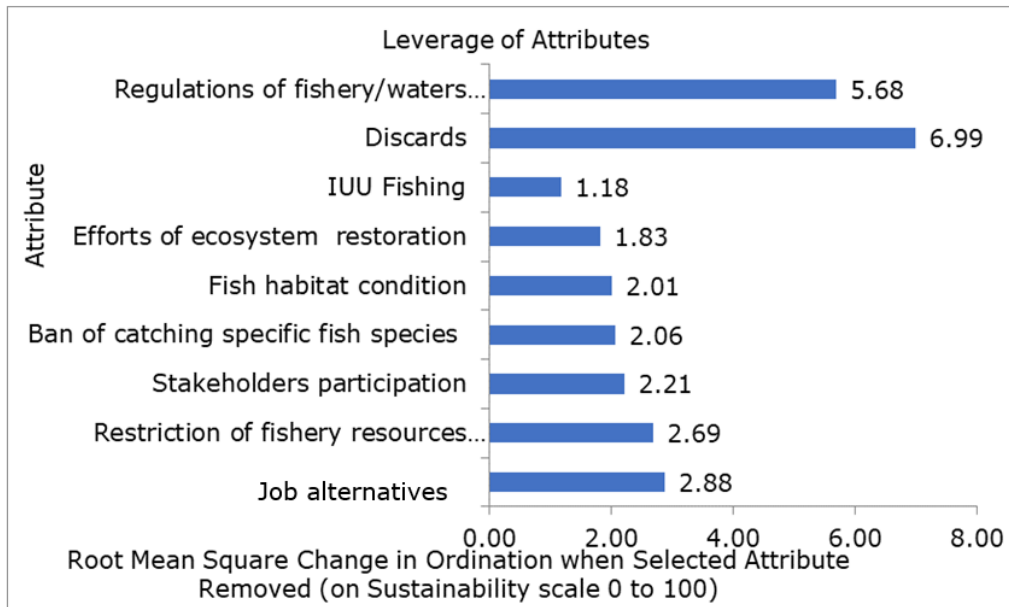 Leverage of Attributes
Attribute
Regulations of fishery/waters...
5.68
Discards
6.99
IUU Fishing
1.18
Efforts of ecosystem  restoration
1.83
Fish habitat condition
2.01
Ban of catching specific fish species
2.06
Stakeholders participation
2.21
Restriction of fishery resources...
2.69
Job alternatives
2.88
0.00 2.00 4.00 6.00 8.00
Root Mean Square Change in Ordination when Selected Attribute
Removed (on Sustainability scale 0 to 100)